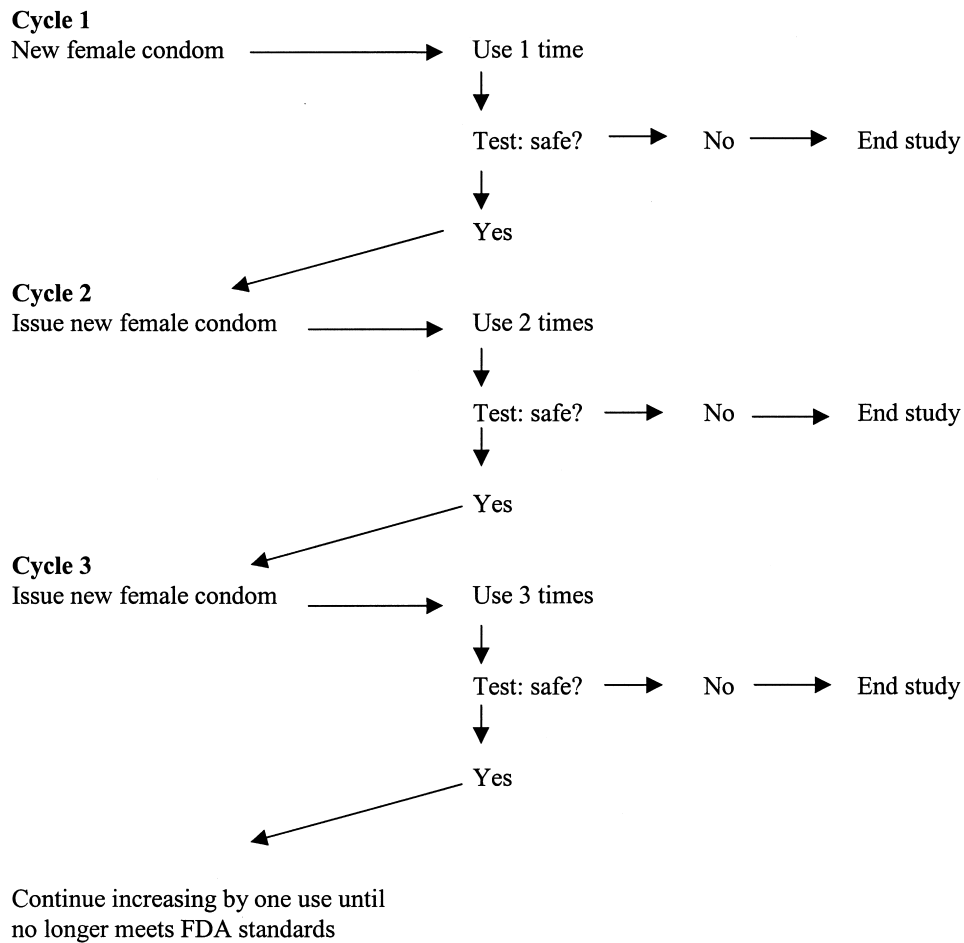 Cycle 1
New female condom
Use 1 time
Test: safe?
No
End study
Yes
Cycle 2
Issue new female condom
Use 2 times
Test: safe?
No
End study
Yes
Cycle 3
Issue new female condom
Use 3 times
Test: safe?
No
End study
Yes
Continue increasing by one use until
no longer meets FDA standards